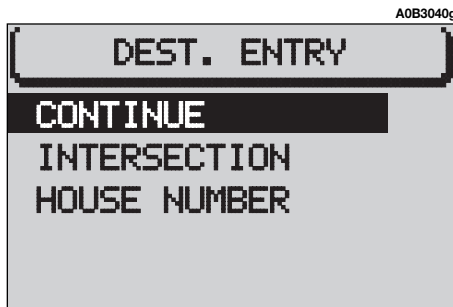 A0B3040g
DEST. ENTRY
CONTINUE
INTERSECTION
HOUSE NUMBER